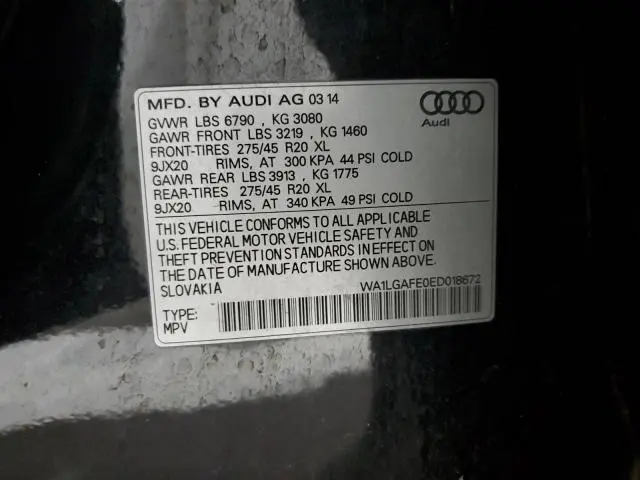 MFD. BY AUDI AG 03 14
GVWR LBS 6790 , KG 3080
GAWR FRONT LBS 3219 , KG 1460
FRONT-TIRES 275/45 R20 XL
9JX20 RIMS, AT 300 KPA 44 PSI COLD
GAWR REAR LBS 3913 , KG 1775
REAR-TIRES 275/45 R20 XL
9JX20 RIMS, AT 340 KPA 49 PSI COLD
Audi
THIS VEHICLE CONFORMS TO ALL APPLICABLE
U.S. FEDERAL MOTOR VEHICLE SAFETY AND
THEFT PREVENTION STANDARDS IN EFFECT ON
THE DATE OF MANUFACTURE SHOWN ABOVE.
SLOVAKIA WA1LGAFE0ED018672
TYPE:
MPV